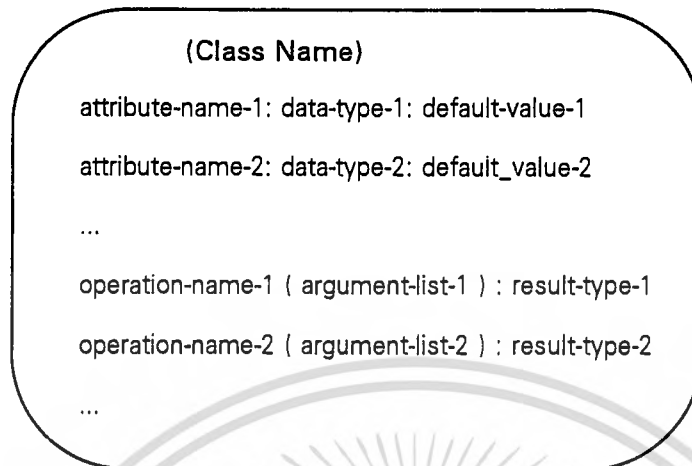 (Class Name)
attribute-name-1: data-type-1: default-value-1
attribute-name-2: data-type-2: default_value-2
...
operation-name-1 ( argument-list-1 ) : result-type-1
operation-name-2 ( argument-list-2 ) : result-type-2
...